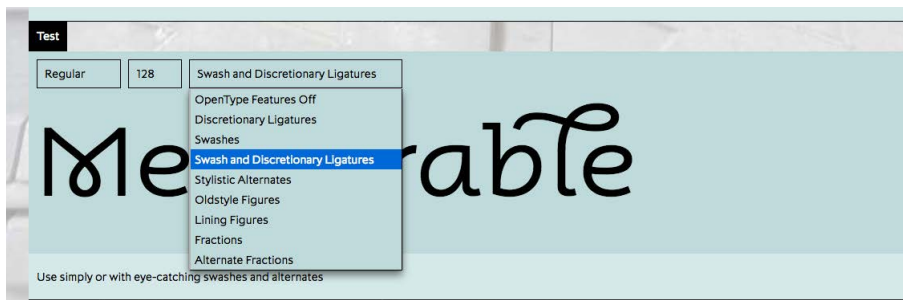 Test
Regular 128 Swash and Discretionary Ligatures
OpenType Features Off
Discretionary Ligatures
Swashes
Swash and Discretionary Ligatures
Stylistic Alternates
Oldstyle Figures
Lining Figures
Fractions
Alternate Fractions
Me rable
Use simply or with eye-catching swashes and alternates